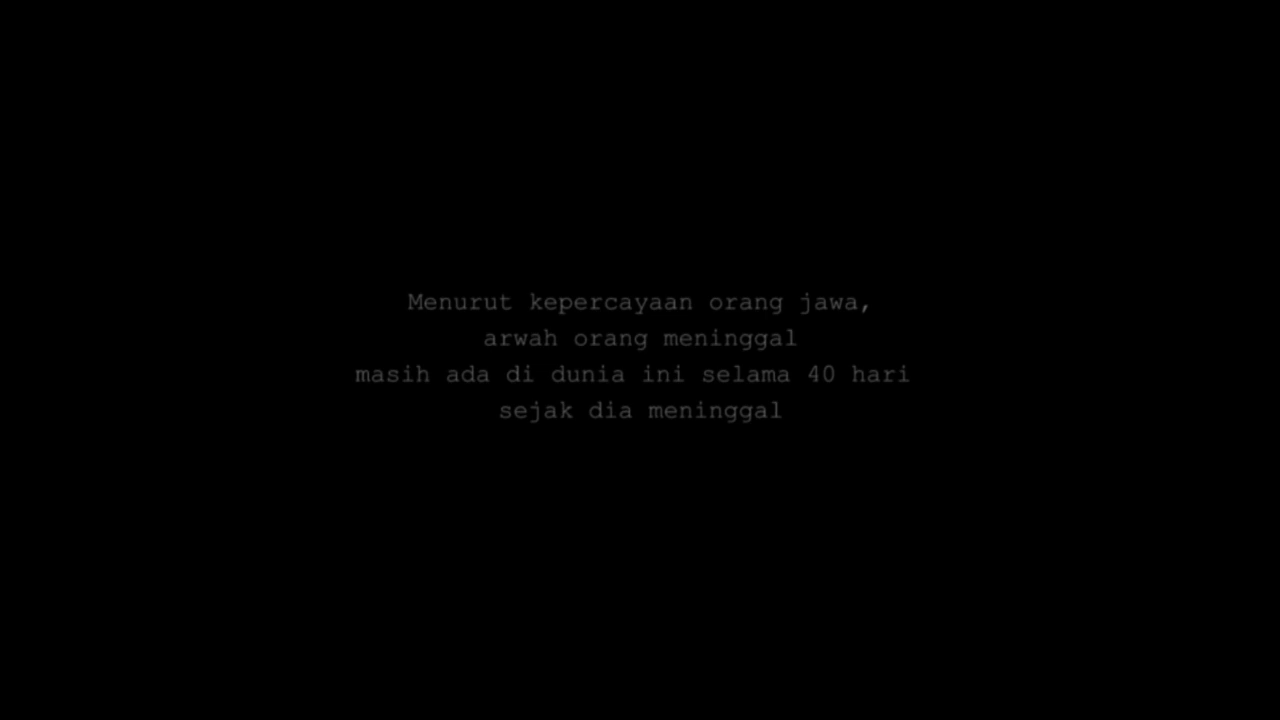 Menurut kepercayaan orang jawa,
arwah orang meninggal
masih ada di dunia ini selama 40 hari
sejak dia meninggal